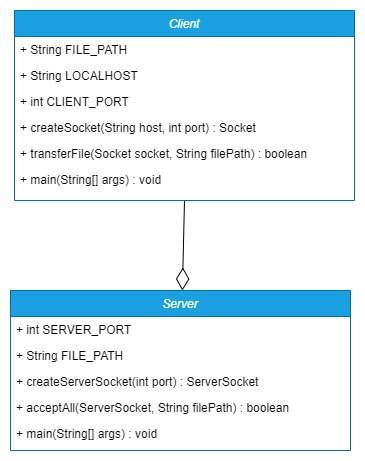 Client
+ String FILE_PATH
+ String LOCALHOST
+ int CLIENT_PORT
+ createSocket(String host, int port) : Socket
+ transferFile(Socket socket, String filePath) : boolean
+ main(String[] args) : void
Server
+ int SERVER_PORT
+ String FILE_PATH
+ createServerSocket(int port) : ServerSocket
+ acceptAll(ServerSocket, String filePath) : boolean
+ main(String[] args) : void